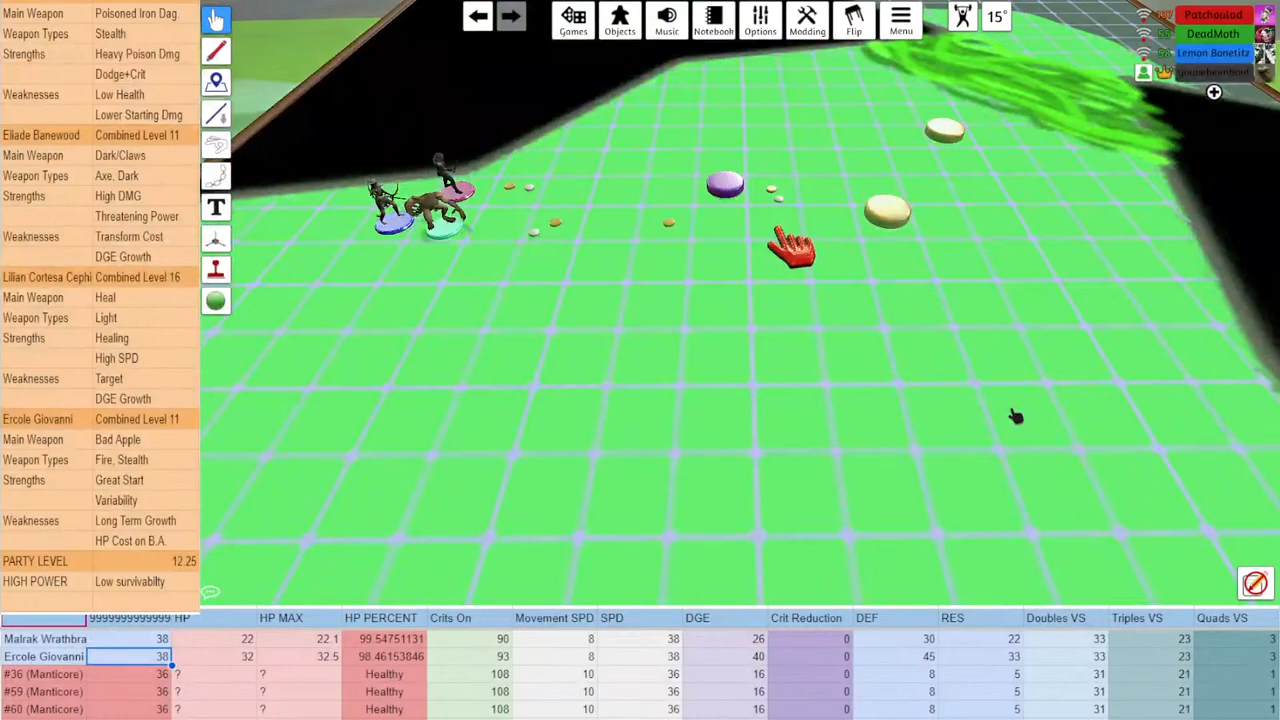 Main Weapon Poisoned Iron Dag.
Weapon Types Stealth
Strengths Heavy Poison Dmg
Dodge+Crit
Weaknesses Low Health
Lower Starting Dmg
Eliade Banewood Combined Level 11
Main Weapon Dark/Claws
Weapon Types Axe, Dark
Strengths High DMG
Threatening Power
Weaknesses Transform Cost
DGE Growth
Lilian Cortesa Cephi Combined Level 16
Main Weapon Heal
Weapon Types Light
Strengths Healing
High SPD
Weaknesses Target
DGE Growth
Ercole Giovanni Combined Level 11
Main Weapon Bad Apple
Weapon Types Fire, Stealth
Strengths Great Start
Variability
Weaknesses Long Term Growth
HP Cost on B.A.
PARTY LEVEL 12.25
HIGH POWER Low survivabilty
Games Objects Music Notebook Options Modding Flip Menu 15°
T
Patchoulad
55 DeadMoth
Lemon Bonetitz
9999999999999 HP HP MAX HP PERCENT Crits On Movement SPD SPD DGE Crit Reduction DEF RES Doubles VS Triples VS Quads VS
Malrak Wrathbra 38 22 22.1 99.54751131 90 8 38 26 0 30 22 33 23 3
Ercole Giovanni 38 32 32.5 98.46153846 93 8 38 40 0 45 33 33 23 3
#36 (Manticore) 36 ? ? Healthy 108 10 36 16 0 8 5 31 21 1
#59 (Manticore) 36 ? ? Healthy 108 10 36 16 0 8 5 31 21 1
#60 (Manticore) 36 ? ? Healthy 108 10 36 16 0 8 5 31 21 1